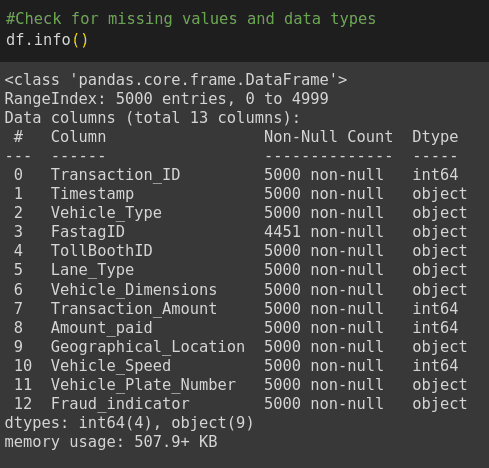 #Check for missing values and data types
df.info()
<class 'pandas.core.frame.DataFrame'>
RangeIndex: 5000 entries, 0 to 4999
Data columns (total 13 columns):
 #   Column                 Non-Null Count  Dtype
---  ------                 --------------  -----
 0   Transaction_ID         5000 non-null   int64
 1   Timestamp              5000 non-null   object
 2   Vehicle_Type           5000 non-null   object
 3   FastagID               4451 non-null   object
 4   TollBoothID            5000 non-null   object
 5   Lane_Type              5000 non-null   object
 6   Vehicle_Dimensions     5000 non-null   object
 7   Transaction_Amount     5000 non-null   int64
 8   Amount_paid            5000 non-null   int64
 9   Geographical_Location  5000 non-null   object
 10  Vehicle_Speed          5000 non-null   int64
 11  Vehicle_Plate_Number   5000 non-null   object
 12  Fraud_indicator        5000 non-null   object
dtypes: int64(4), object(9)
memory usage: 507.9+ KB